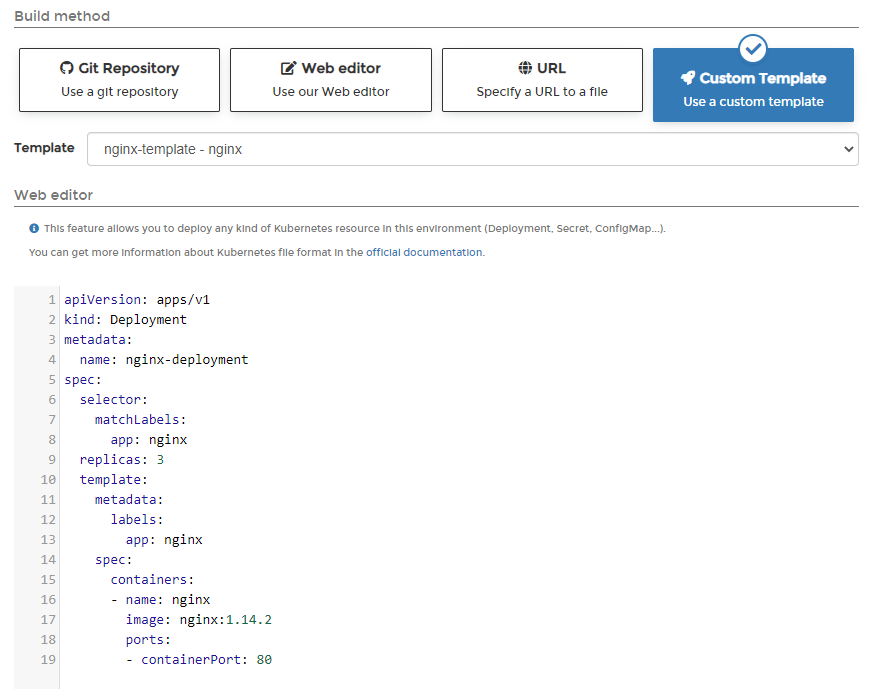 Build method
Git Repository
Use a git repository
Web editor
Use our Web editor
URL
Specify a URL to a file
Custom Template
Use a custom template
Template
nginx-template - nginx
Web editor
This feature allows you to deploy any kind of Kubernetes resource in this environment (Deployment, Secret, ConfigMap...).
You can get more information about Kubernetes file format in the official documentation.
1 apiVersion: apps/v1
2 kind: Deployment
3 metadata:
4   name: nginx-deployment
5 spec:
6   selector:
7     matchLabels:
8       app: nginx
9   replicas: 3
10   template:
11     metadata:
12       labels:
13         app: nginx
14     spec:
15       containers:
16       - name: nginx
17         image: nginx:1.14.2
18         ports:
19         - containerPort: 80